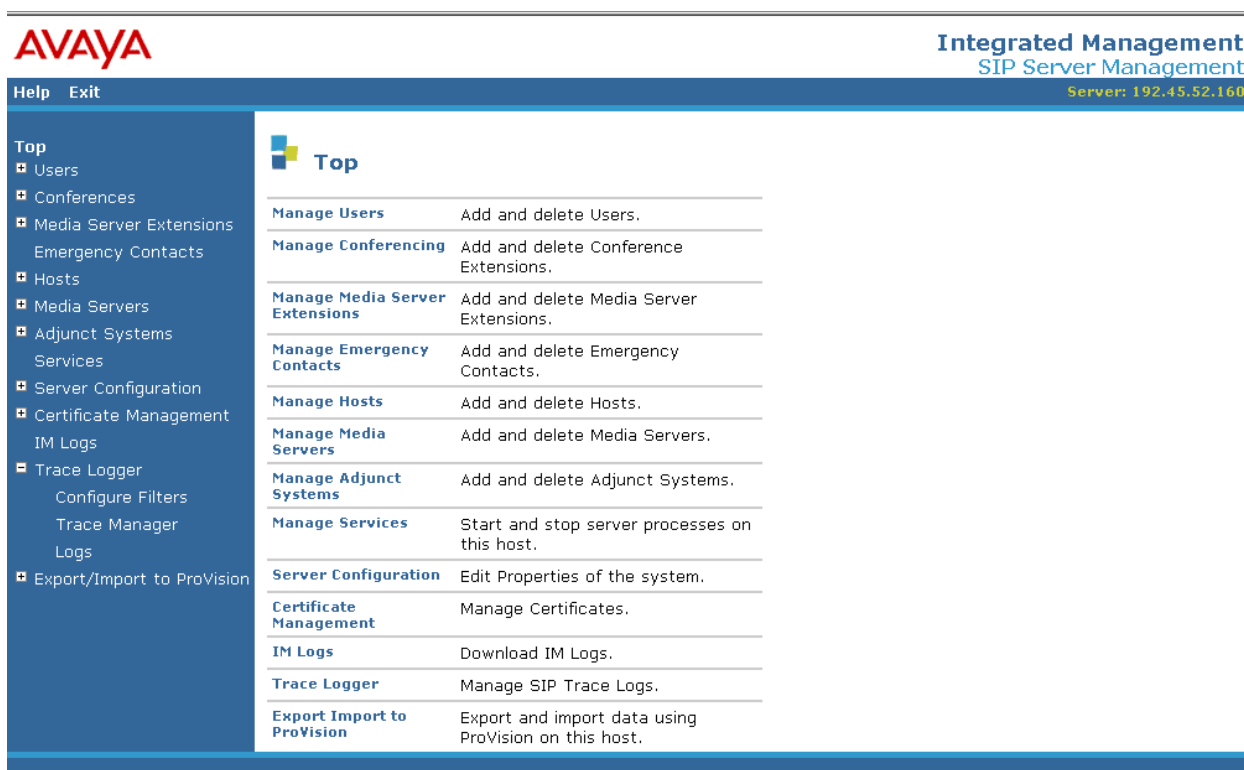 AVAYA
Integrated Management
SIP Server Management
Help Exit
Server: 192.45.52.160
Top
Users
Conferences
Media Server Extensions
Emergency Contacts
Hosts
Media Servers
Adjunct Systems
Services
Server Configuration
Certificate Management
IM Logs
Trace Logger
Configure Filters
Trace Manager
Logs
Export/Import to ProVision
Top
Manage Users Add and delete Users.
Manage Conferencing Add and delete Conference
Extensions.
Manage Media Server Add and delete Media Server
Extensions Extensions.
Manage Emergency Add and delete Emergency
Contacts Contacts.
Manage Hosts Add and delete Hosts.
Manage Media Add and delete Media Servers.
Servers
Manage Adjunct Add and delete Adjunct Systems.
Systems
Manage Services Start and stop server processes on
this host.
Server Configuration Edit Properties of the system.
Certificate Manage Certificates.
Management
IM Logs Download IM Logs.
Trace Logger Manage SIP Trace Logs.
Export Import to Export and import data using
ProVision ProVision on this host.